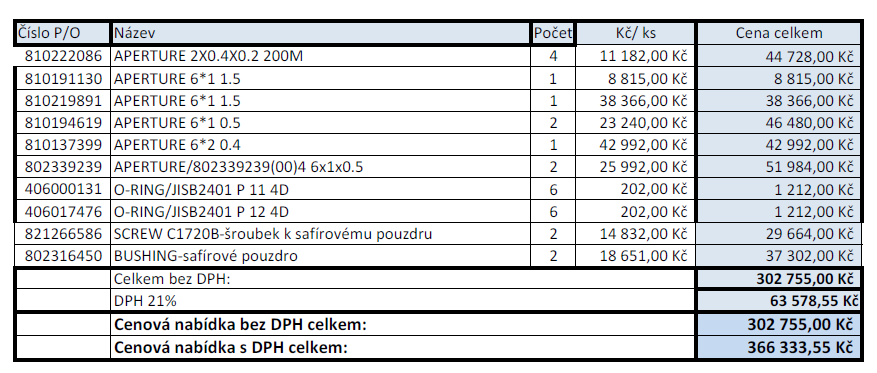 Číslo P/O Název Počet Kč/ ks Cena celkem
810222086 APERTURE 2X0.4X0.2 200M 4 11 182,00 Kč 44 728,00 Kč
810191130 APERTURE 6*1 1.5 1 8 815,00 Kč 8 815,00 Kč
810219891 APERTURE 6*1 1.5 1 38 366,00 Kč 38 366,00 Kč
810194619 APERTURE 6*1 0.5 2 23 240,00 Kč 46 480,00 Kč
810137399 APERTURE 6*2 0.4 1 42 992,00 Kč 42 992,00 Kč
802339239 APERTURE/802339239(00)4 6x1x0.5 2 25 992,00 Kč 51 984,00 Kč
406000131 O-RING/JISB2401 P 11 4D 6 202,00 Kč 1 212,00 Kč
406017476 O-RING/JISB2401 P 12 4D 6 202,00 Kč 1 212,00 Kč
821266586 SCREW C1720B-šroubek k safírovému pouzdru 2 14 832,00 Kč 29 664,00 Kč
802316450 BUSHING-safírové pouzdro 2 18 651,00 Kč 37 302,00 Kč
Celkem bez DPH: 302 755,00 Kč
DPH 21% 63 578,55 Kč
Cenová nabídka bez DPH celkem: 302 755,00 Kč
Cenová nabídka s DPH celkem: 366 333,55 Kč